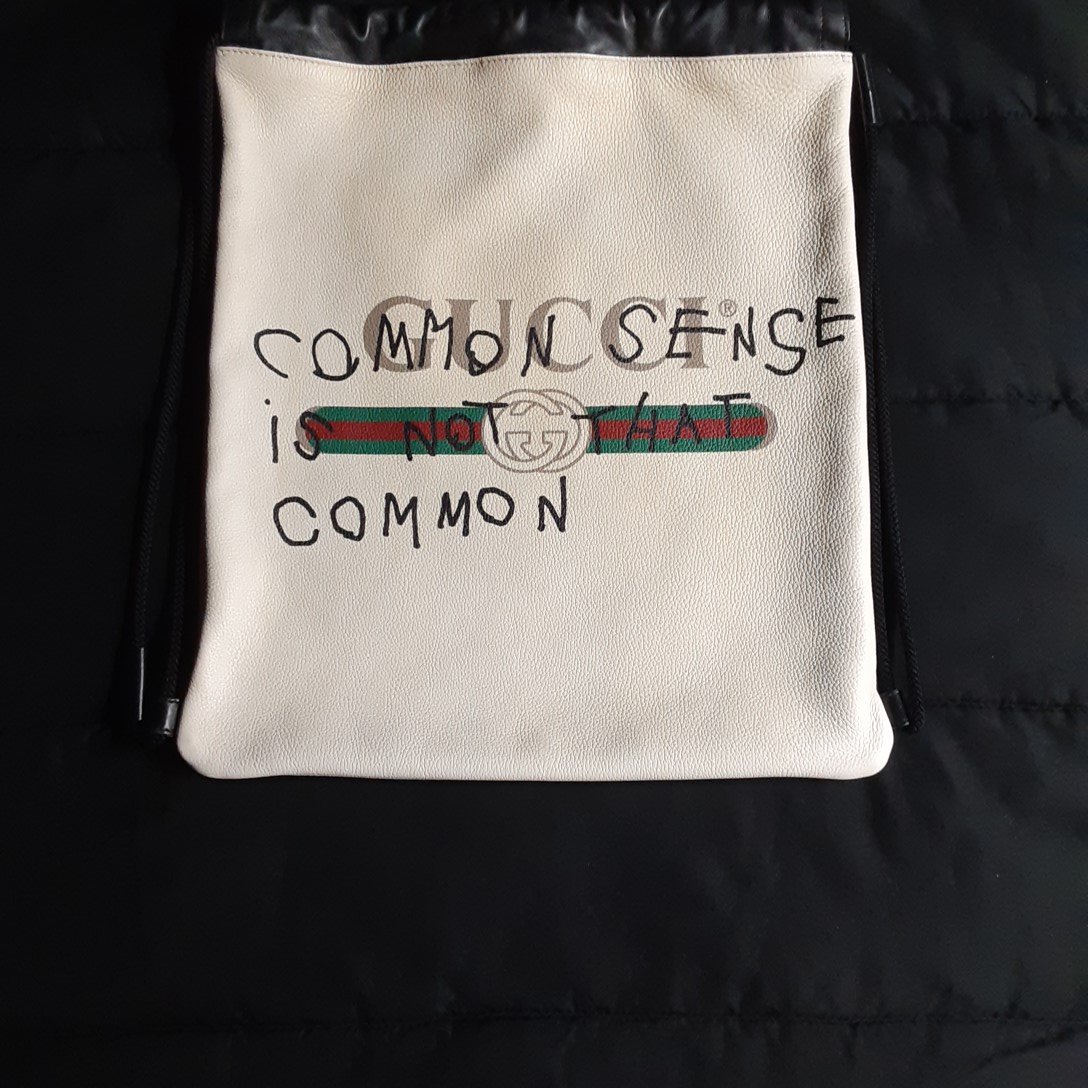 GUCCI®
COMMON SENSE
iS NOT THAT
COMMON